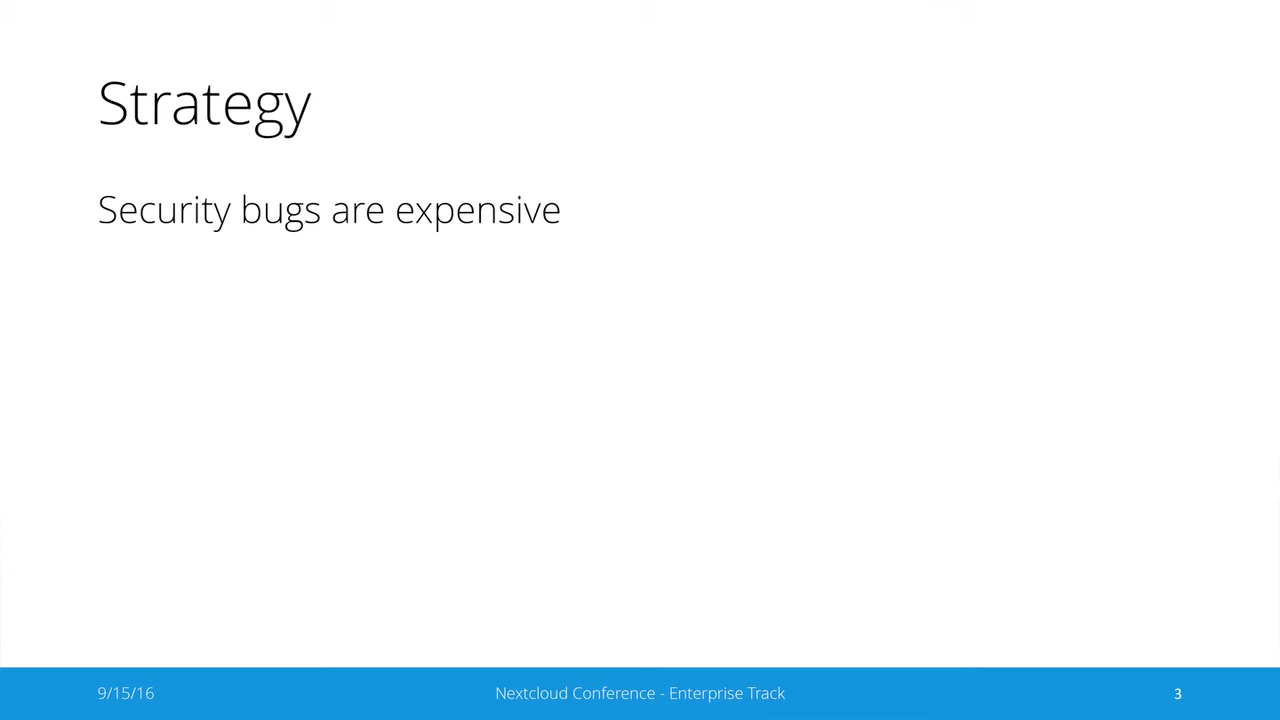 Strategy
Security bugs are expensive
9/15/16
Nextcloud Conference - Enterprise Track
3